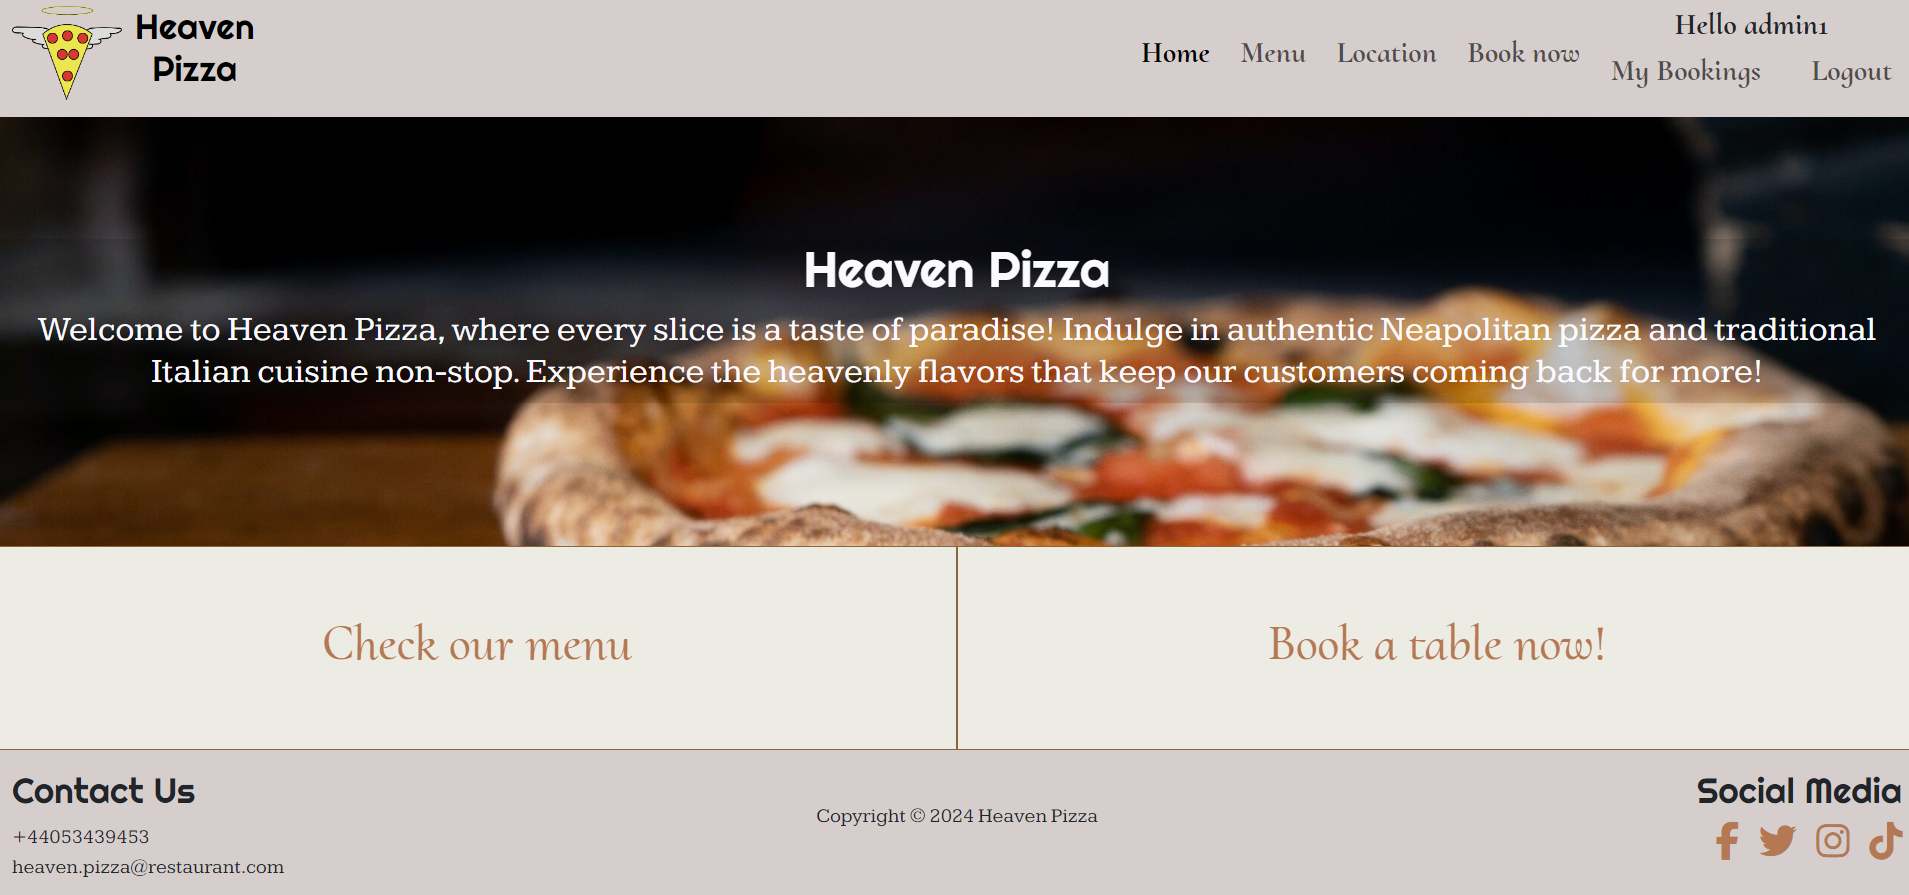 Heaven
Pizza
Home Menu Location Book now
Hello admin1
My Bookings Logout
Heaven Pizza
Welcome to Heaven Pizza, where every slice is a taste of paradise! Indulge in authentic Neapolitan pizza and traditional
Italian cuisine non-stop. Experience the heavenly flavors that keep our customers coming back for more!
Check our menu
Book a table now!
Contact Us
+44053439453
heaven.pizza@restaurant.com
Copyright © 2024 Heaven Pizza
Social Media